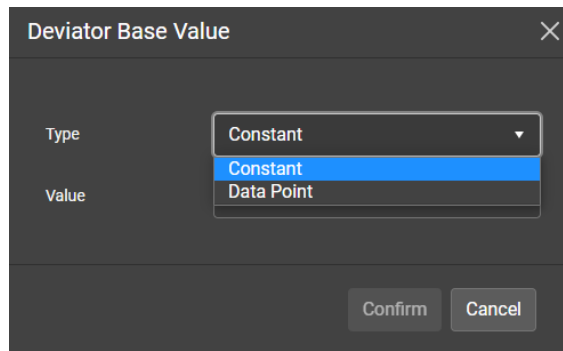 Deviator Base Value
Type
Constant
Constant
Data Point
Value
Confirm Cancel